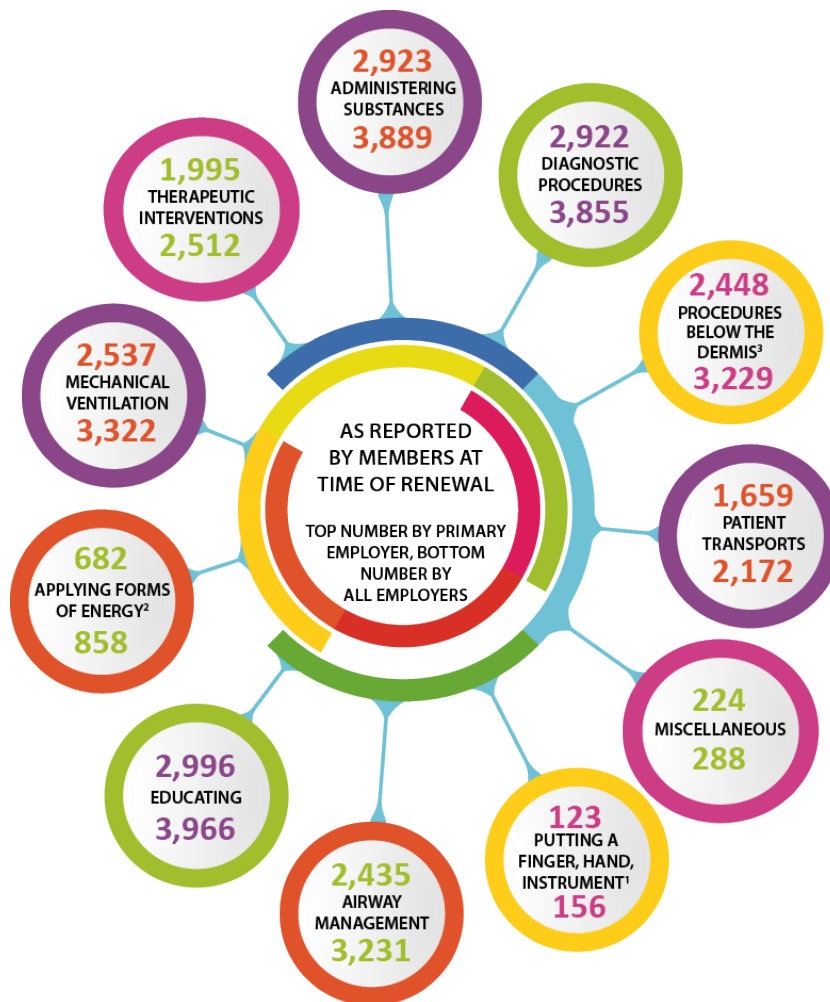 2,923
ADMINISTERING
SUBSTANCES
3,889
2,922
DIAGNOSTIC
PROCEDURES
3,855
2,448
PROCEDURES
BELOW THE
DERMIS³
3,229
1,659
PATIENT
TRANSPORTS
2,172
224
MISCELLANEOUS
288
123
PUTTING A
FINGER, HAND,
INSTRUMENT¹
156
2,435
AIRWAY
MANAGEMENT
3,231
2,996
EDUCATING
3,966
682
APPLYING FORMS
OF ENERGY²
858
2,537
MECHANICAL
VENTILATION
3,322
1,995
THERAPEUTIC
INTERVENTIONS
2,512
AS REPORTED
BY MEMBERS AT
TIME OF RENEWAL
TOP NUMBER BY PRIMARY
EMPLOYER, BOTTOM
NUMBER BY
ALL EMPLOYERS